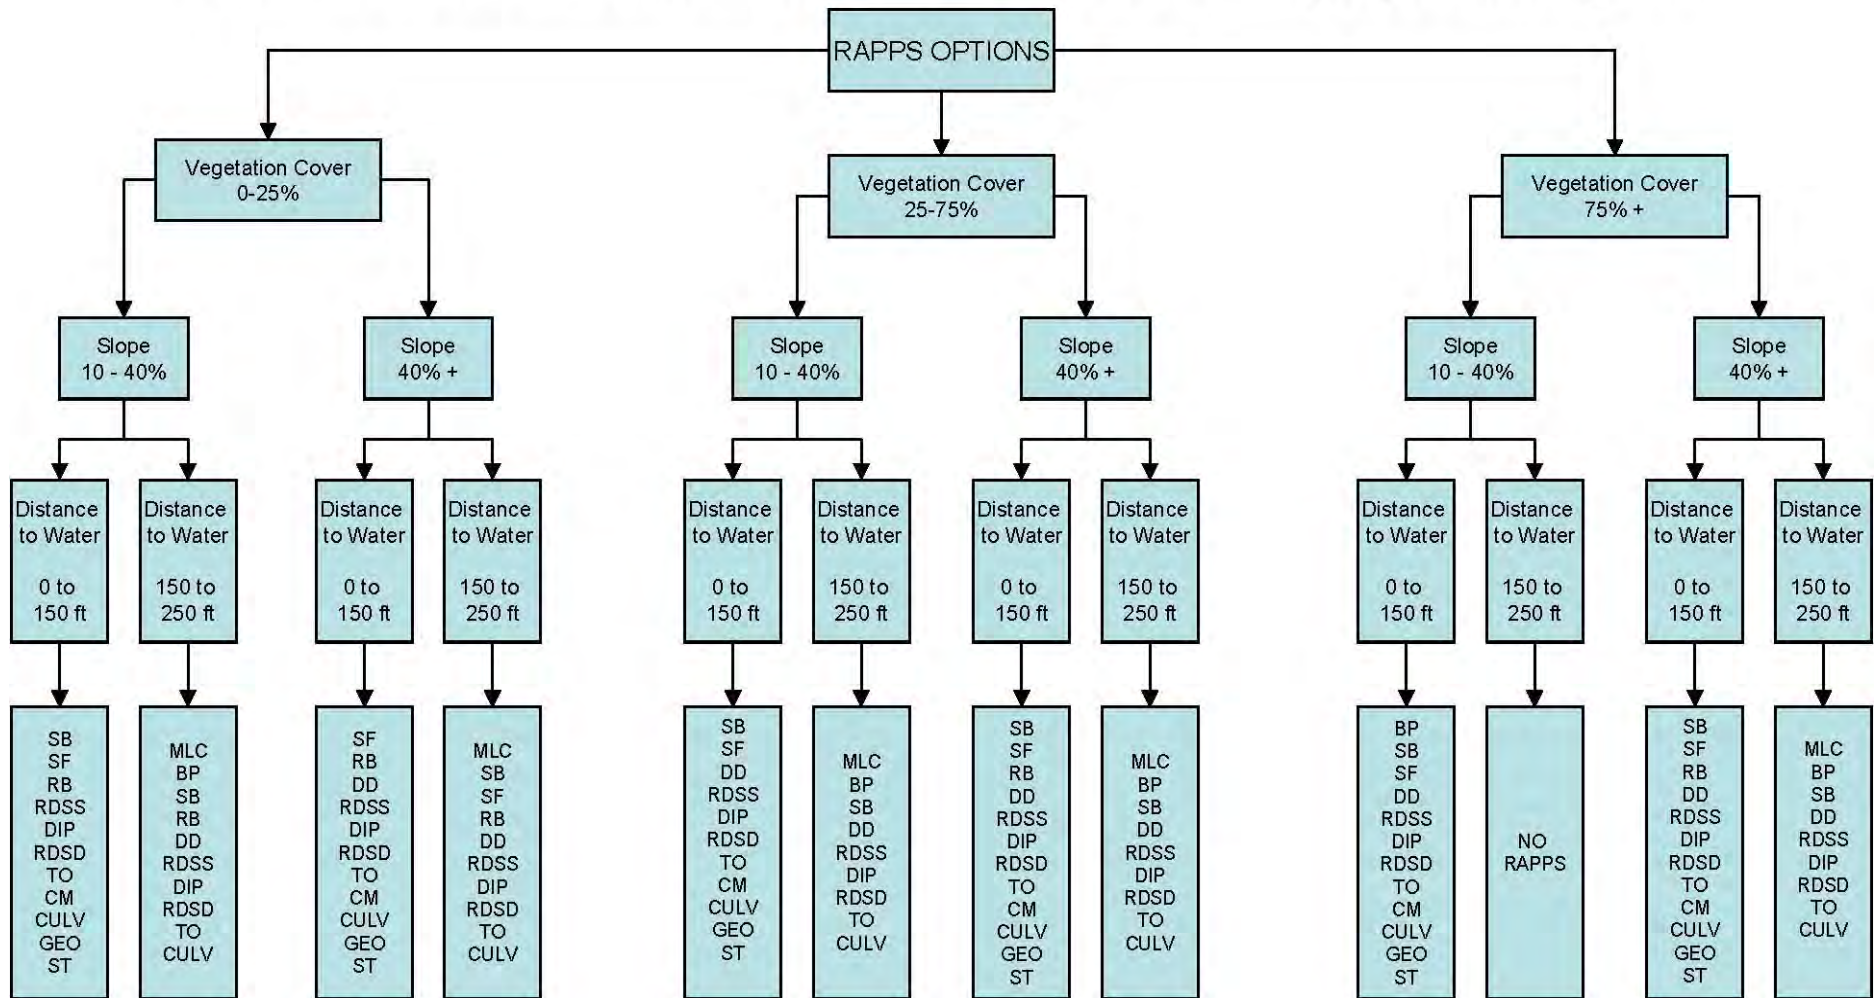 RAPPS OPTIONS
Vegetation Cover
0-25%
Vegetation Cover
25-75%
Vegetation Cover
75% +
Slope
10 - 40%
Slope
40% +
Slope
10 - 40%
Slope
40% +
Slope
10 - 40%
Slope
40% +
Distance
to Water
0 to
150 ft
Distance
to Water
150 to
250 ft
Distance
to Water
0 to
150 ft
Distance
to Water
150 to
250 ft
Distance
to Water
0 to
150 ft
Distance
to Water
150 to
250 ft
Distance
to Water
0 to
150 ft
Distance
to Water
150 to
250 ft
Distance
to Water
0 to
150 ft
Distance
to Water
150 to
250 ft
Distance
to Water
0 to
150 ft
Distance
to Water
150 to
250 ft
SB
SF
RB
RDSS
DIP
RDSD
TO
CM
CULV
GEO
ST
MLC
BP
SB
RB
DD
RDSS
DIP
RDSD
TO
CULV
SF
RB
DD
RDSS
DIP
RDSD
TO
CM
CULV
GEO
ST
MLC
SB
SF
RB
DD
RDSS
DIP
RDSD
TO
CULV
SB
SF
DD
RDSS
DIP
RDSD
TO
CM
CULV
GEO
ST
MLC
BP
SB
DD
RDSS
DIP
RDSD
TO
CULV
SB
SF
RB
DD
RDSS
DIP
RDSD
TO
CM
CULV
GEO
ST
MLC
BP
SB
DD
RDSS
DIP
RDSD
TO
CULV
BP
SB
SF
DD
RDSS
DIP
RDSD
TO
CM
CULV
GEO
ST
NO
RAPPS
SB
SF
RB
DD
RDSS
DIP
RDSD
TO
CM
CULV
GEO
ST
MLC
BP
SB
DD
RDSS
DIP
RDSD
TO
CULV